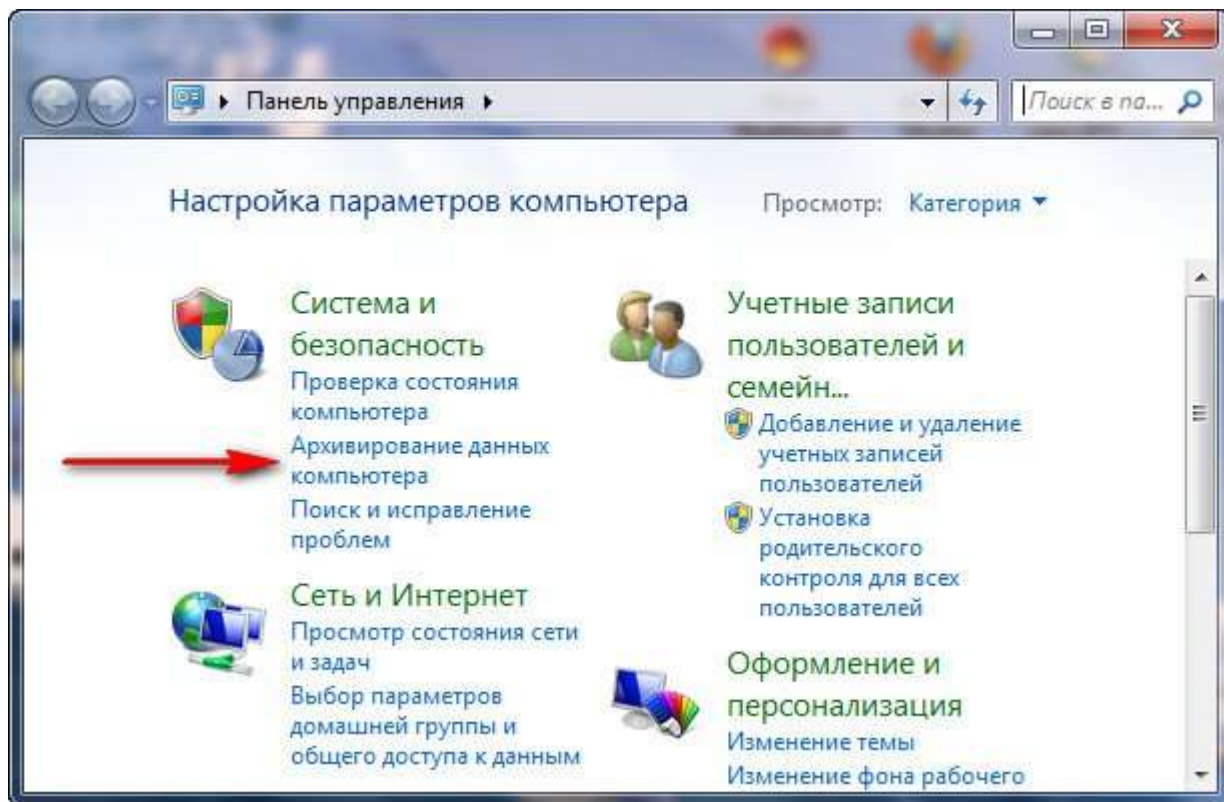 Панель управления
Поиск в па...
Настройка параметров компьютера
Просмотр: Категория
Система и
безопасность
Проверка состояния
компьютера
Архивирование данных
компьютера
Поиск и исправление
проблем
Сеть и Интернет
Просмотр состояния сети
и задач
Выбор параметров
домашней группы и
общего доступа к данным
Учетные записи
пользователей и
семейн...
Добавление и удаление
учетных записей
пользователей
Установка
родительского
контроля для всех
пользователей
Оформление и
персонализация
Изменение темы
Изменение фона рабочего